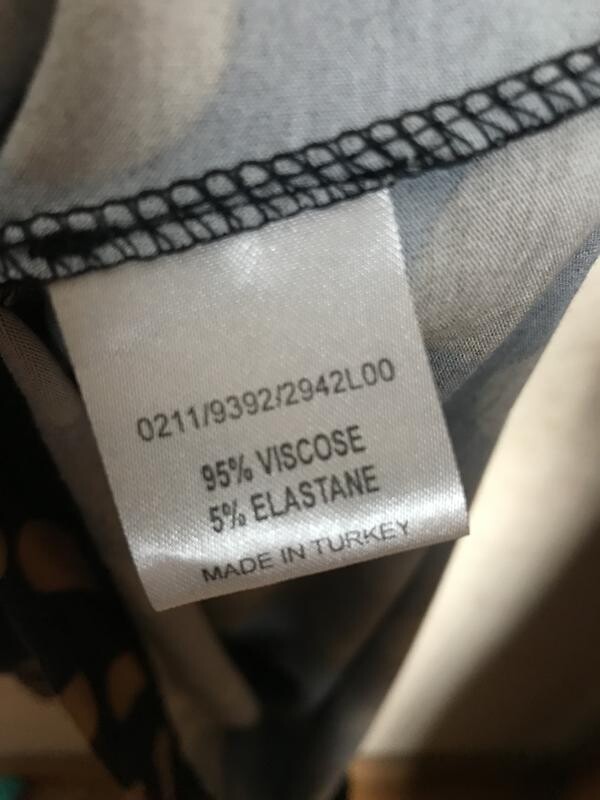 0211/9392/2942L00
95% VISCOSE
5% ELASTANE
MADE IN TURKEY